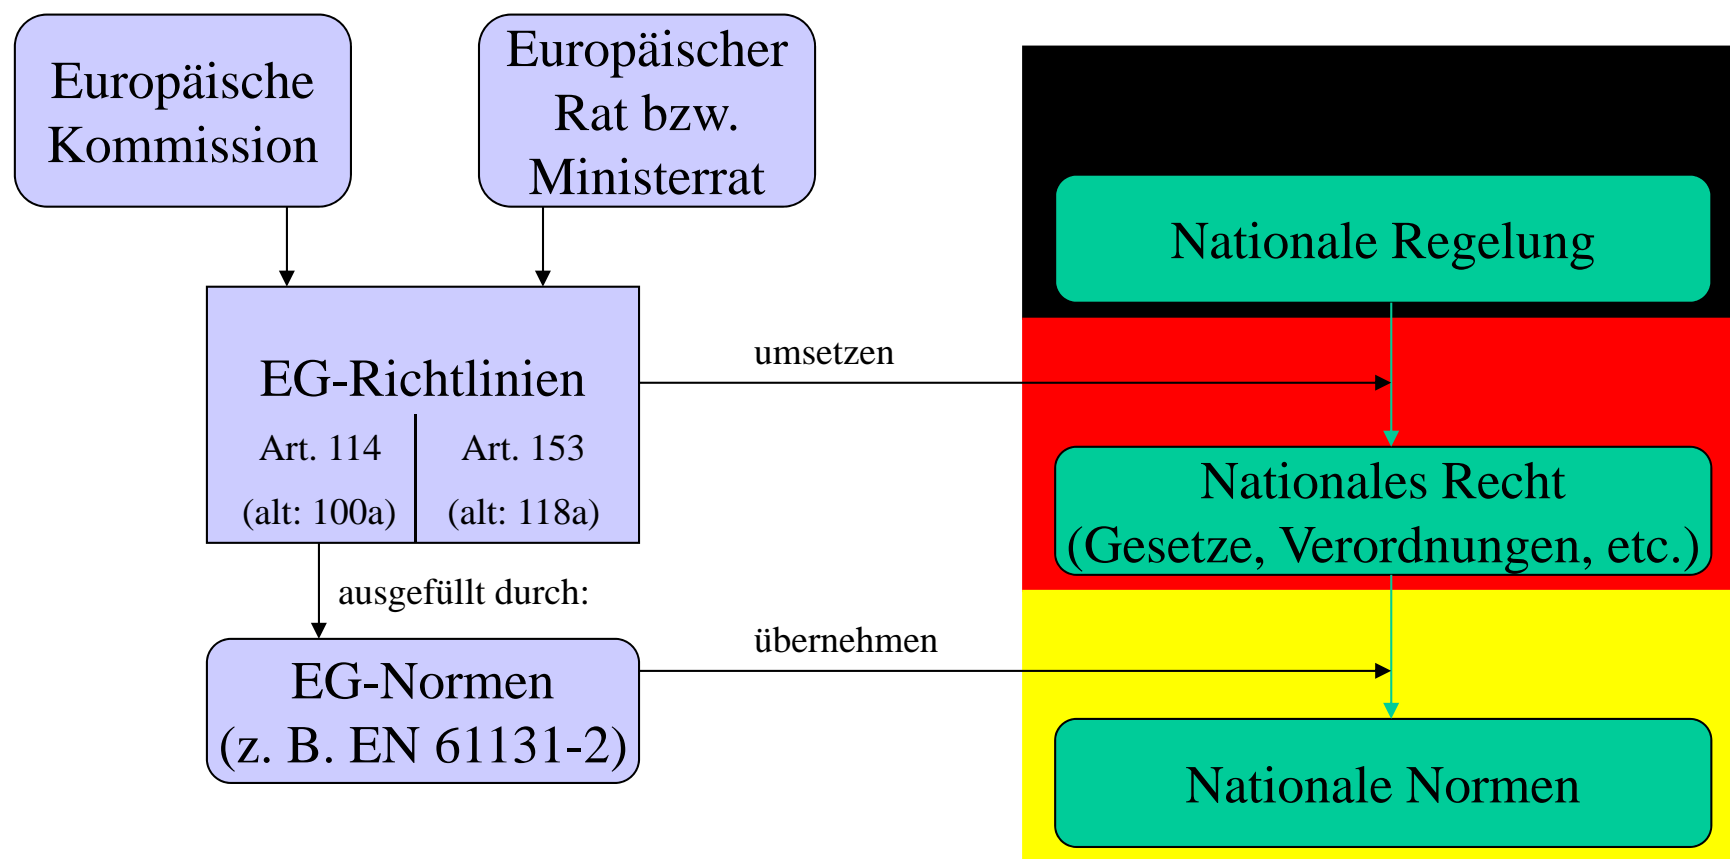 Europäische
Kommission
Europäischer
Rat bzw.
Ministerrat
Nationale Regelung
EG-Richtlinien
Art. 114
(alt: 100a)
Art. 153
(alt: 118a)
umsetzen
Nationales Recht
(Gesetze, Verordnungen, etc.)
ausgefüllt durch:
EG-Normen
(z. B. EN 61131-2)
übernehmen
Nationale Normen